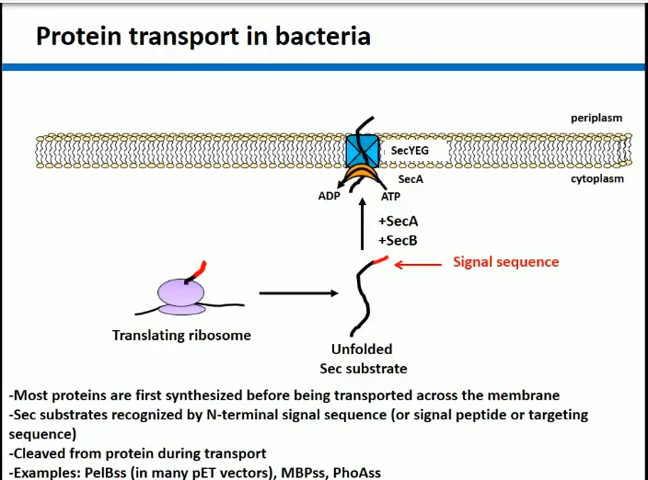 Protein transport in bacteria
periplasm
SecYEG
SecA
cytoplasm
ADP
ATP
+SecA
+SecB
Signal sequence
Translating ribosome
Unfolded
Sec substrate
-Most proteins are first synthesized before being transported across the membrane
-Sec substrates recognized by N-terminal signal sequence (or signal peptide or targeting
sequence)
-Cleaved from protein during transport
-Examples: PelBss (in many pET vectors), MBPss, PhoAss